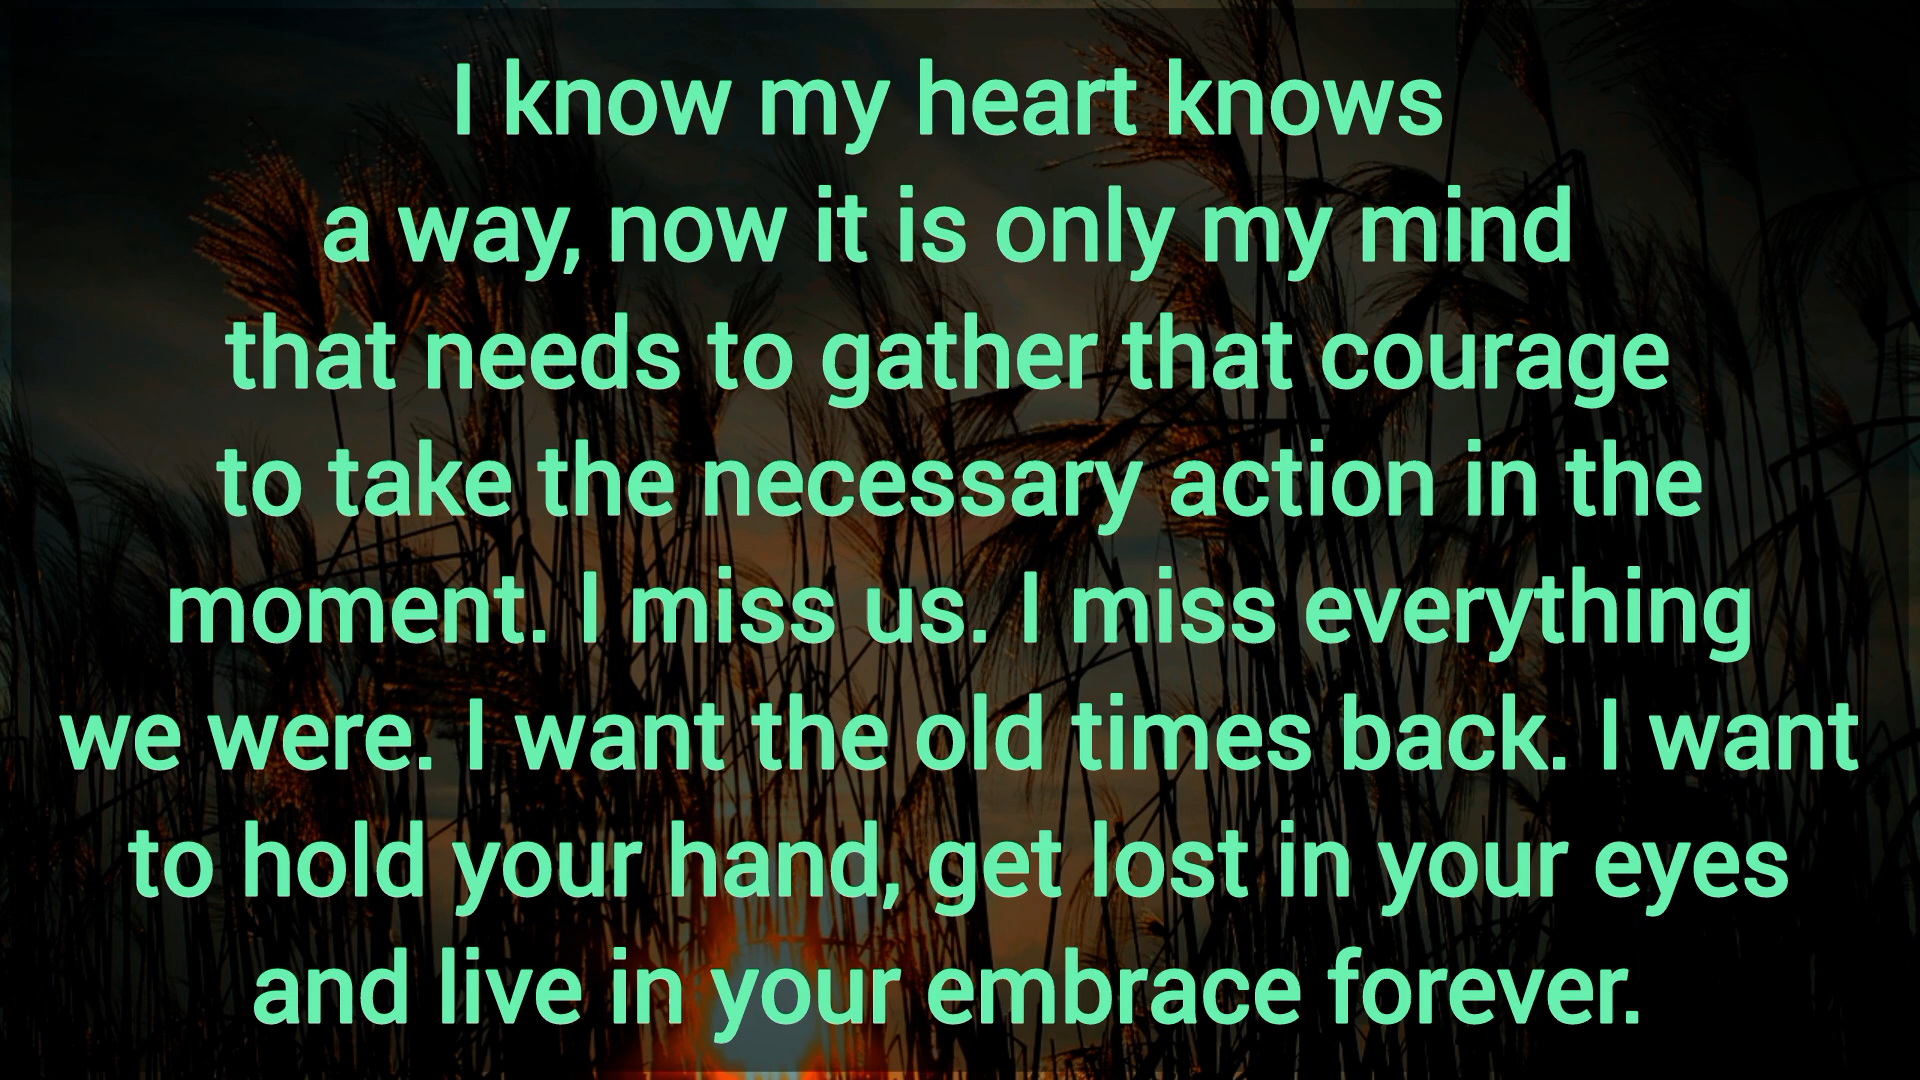 I know my heart knows
a way, now it is only my mind
that needs to gather that courage
to take the necessary action in the
moment. I miss us. I miss everything
we were. I want the old times back. I want
to hold your hand, get lost in your eyes
and live in your embrace forever.